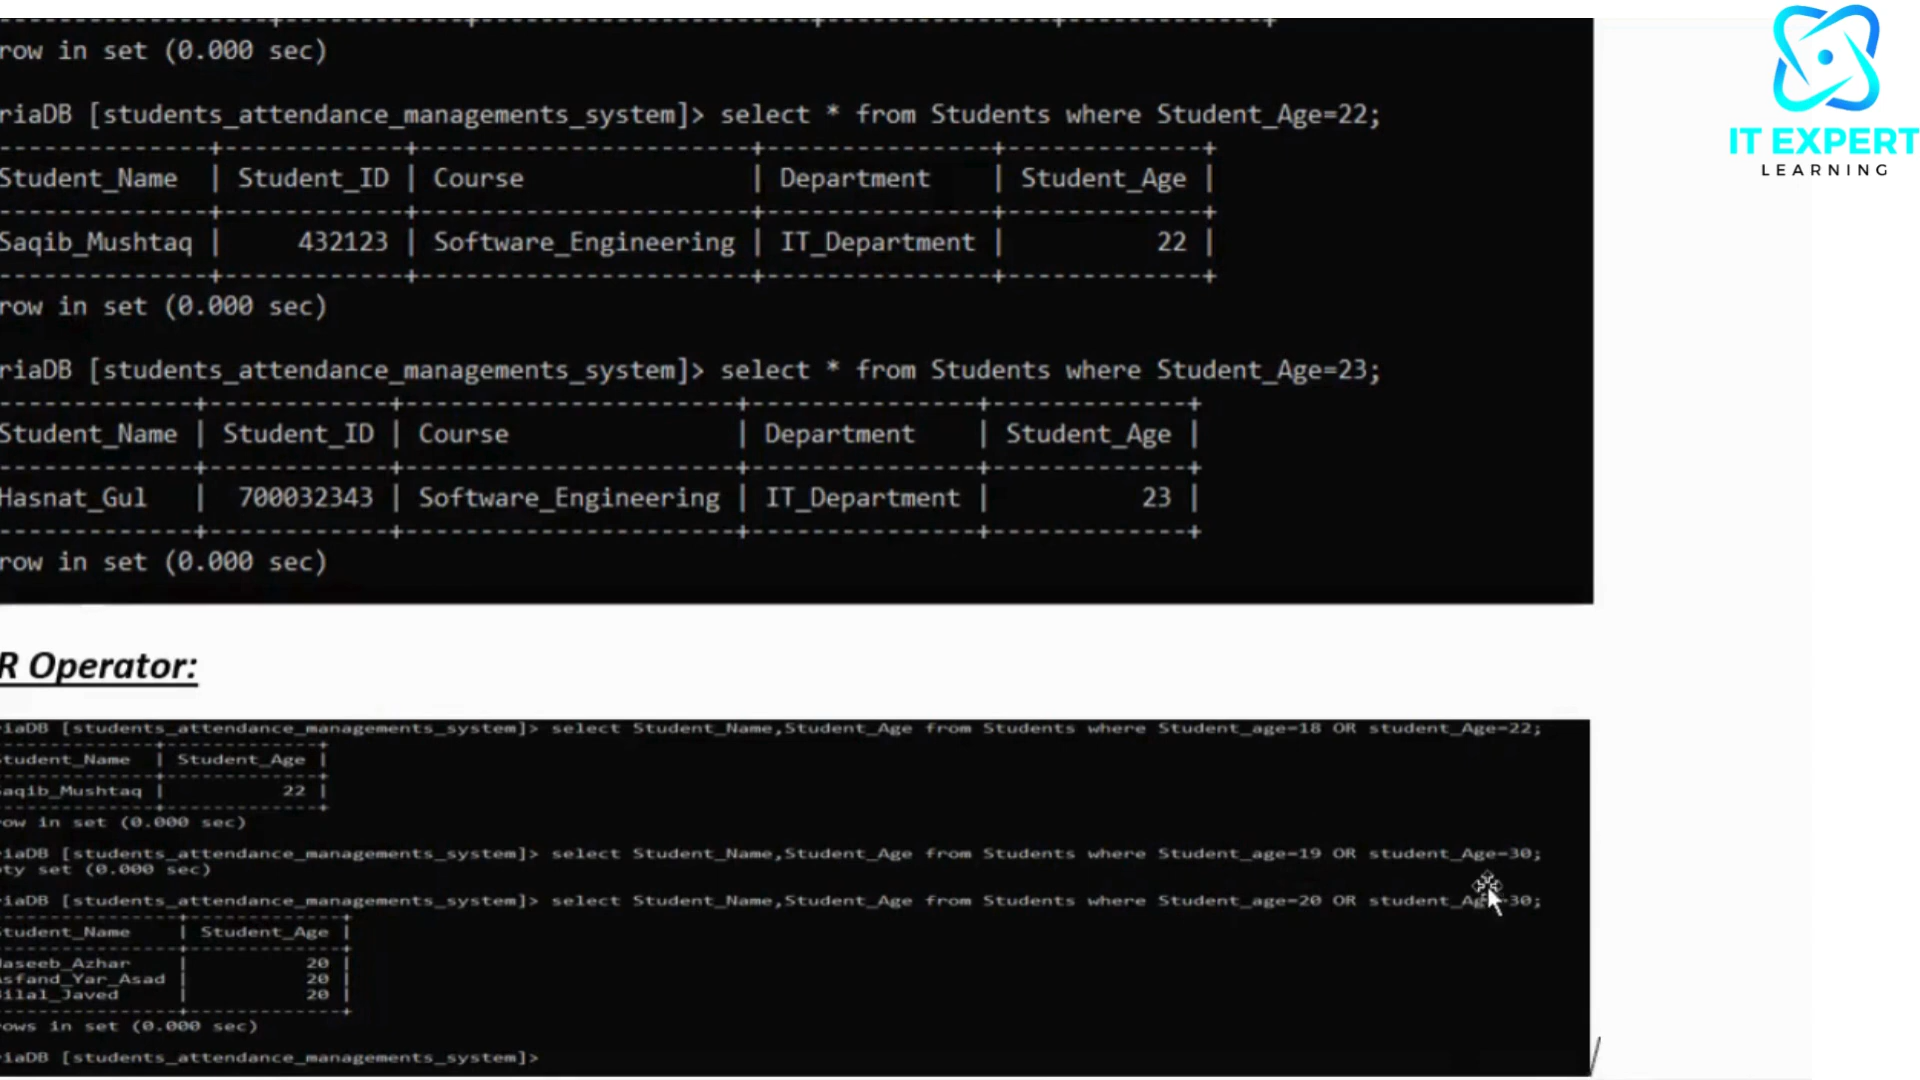 row in set (0.000 sec)
IT EXPERT
LEARNING
riaDB [students_attendance_managements_system]> select * from Students where Student_Age=22;
Student_Name | Student_ID | Course | Department | Student_Age |
Saqib_Mushtaq | 432123 | Software_Engineering | IT_Department | 22 |
row in set (0.000 sec)
riaDB [students_attendance_managements_system]> select * from Students where Student_Age=23;
Student_Name | Student_ID | Course | Department | Student_Age |
Hasnat_Gul | 700032343 | Software_Engineering | IT_Department | 23 |
row in set (0.000 sec)
R Operator:
iaDB [students_attendance_managements_system]> select Student_Name,Student_Age from Students where Student_age=18 OR student_Age=22;
tudent_Name | Student_Age |
aqib_Mushtaq | 22 |
ow in set (0.000 sec)
iaDB [students_attendance_managements_system]> select Student_Name,Student_Age from Students where Student_age=19 OR student_Age=30;
ty set (0.000 sec)
iaDB [students_attendance_managements_system]> select Student_Name,Student_Age from Students where Student_age=20 OR student_Age=30;
tudent_Name | Student_Age |
aseeb_Azhar | 20 |
sfand_Yar_Asad | 20 |
ilal_Javed | 20 |
ows in set (0.000 sec)
iaDB [students_attendance_managements_system]>